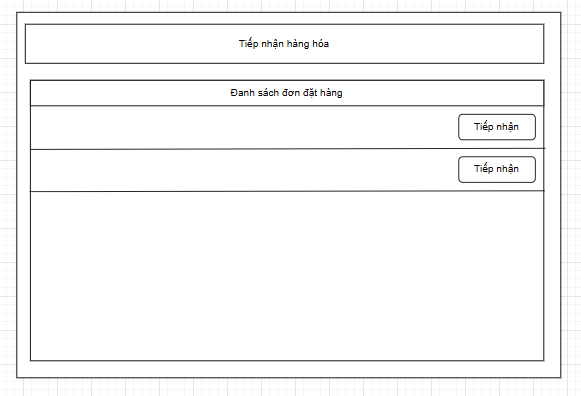 Tiếp nhận hàng hóa
Đanh sách đơn đặt hàng
Tiếp nhận
Tiếp nhận